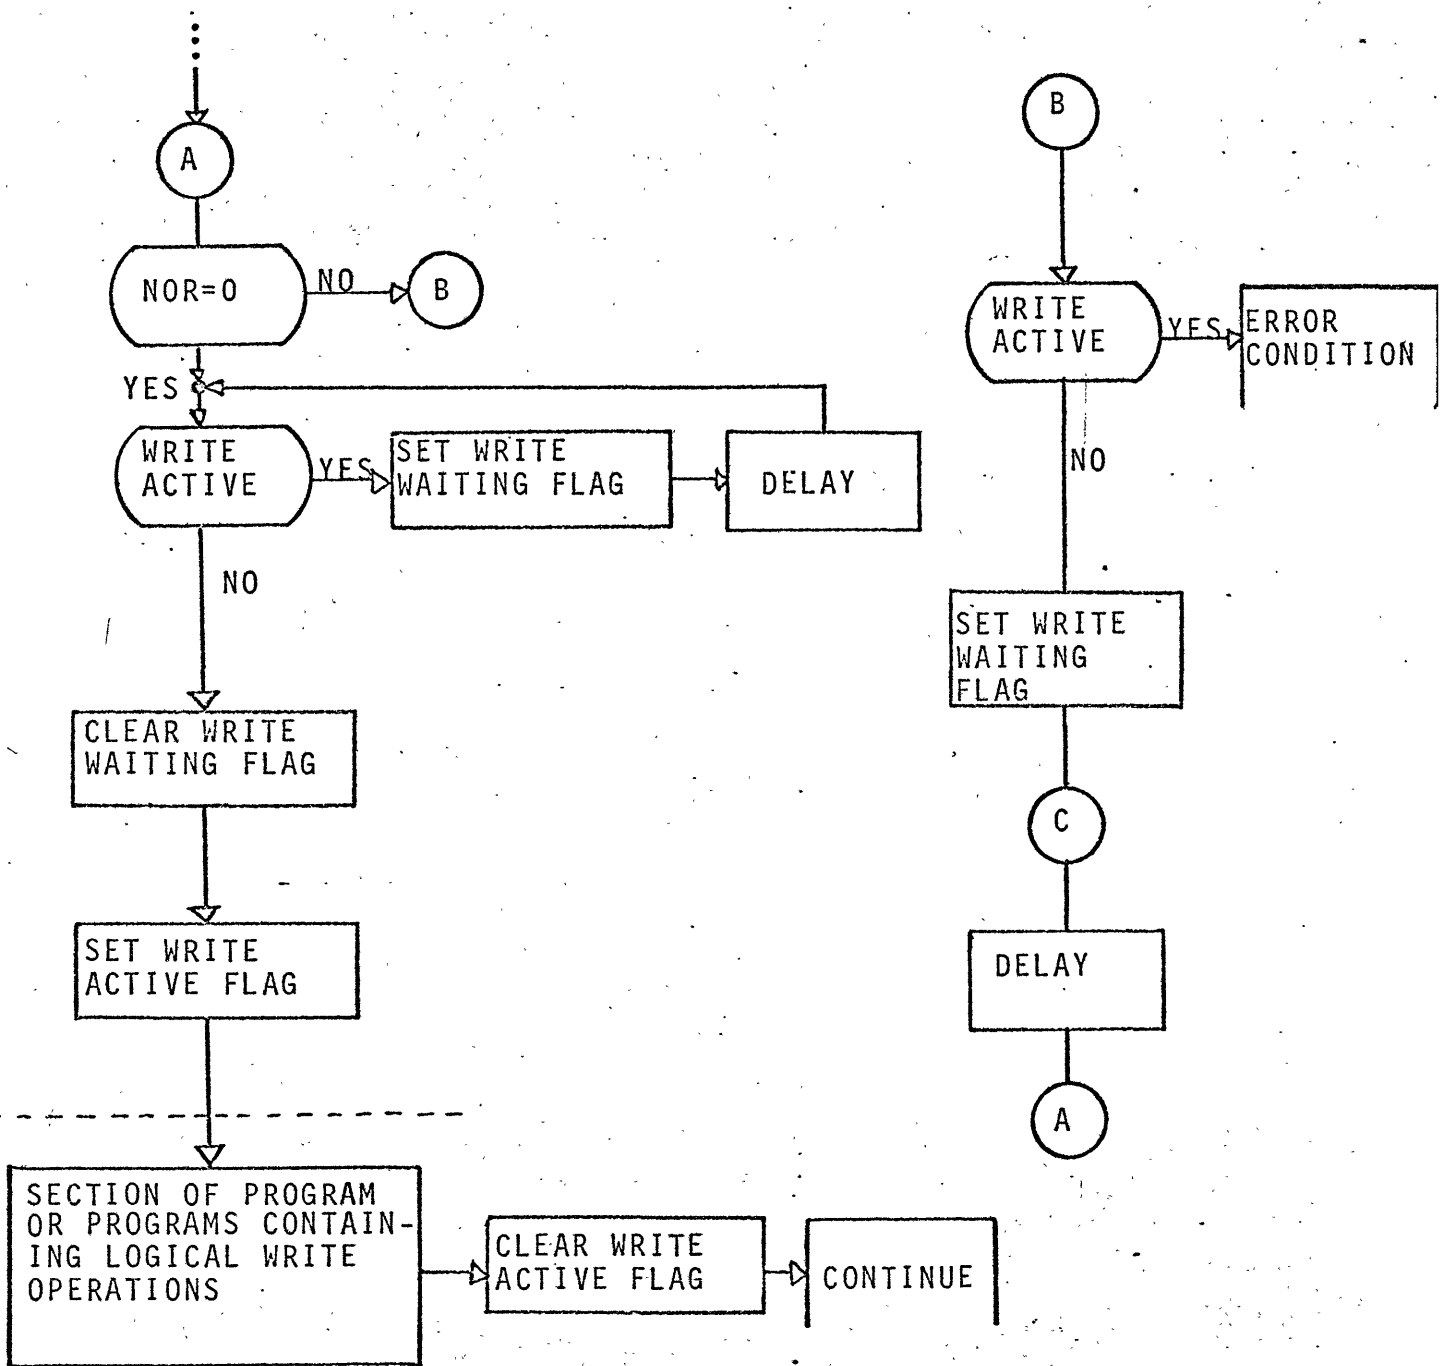 A
NOR=0
NO
B
YES
WRITE
ACTIVE
YES
SET WRITE
WAITING FLAG
DELAY
NO
CLEAR WRITE
WAITING FLAG
SET WRITE
ACTIVE FLAG
SECTION OF PROGRAM
OR PROGRAMS CONTAIN-
ING LOGICAL WRITE
OPERATIONS
CLEAR WRITE
ACTIVE FLAG
CONTINUE
B
WRITE
ACTIVE
YES
ERROR
CONDITION
NO
SET WRITE
WAITING
FLAG
C
DELAY
A